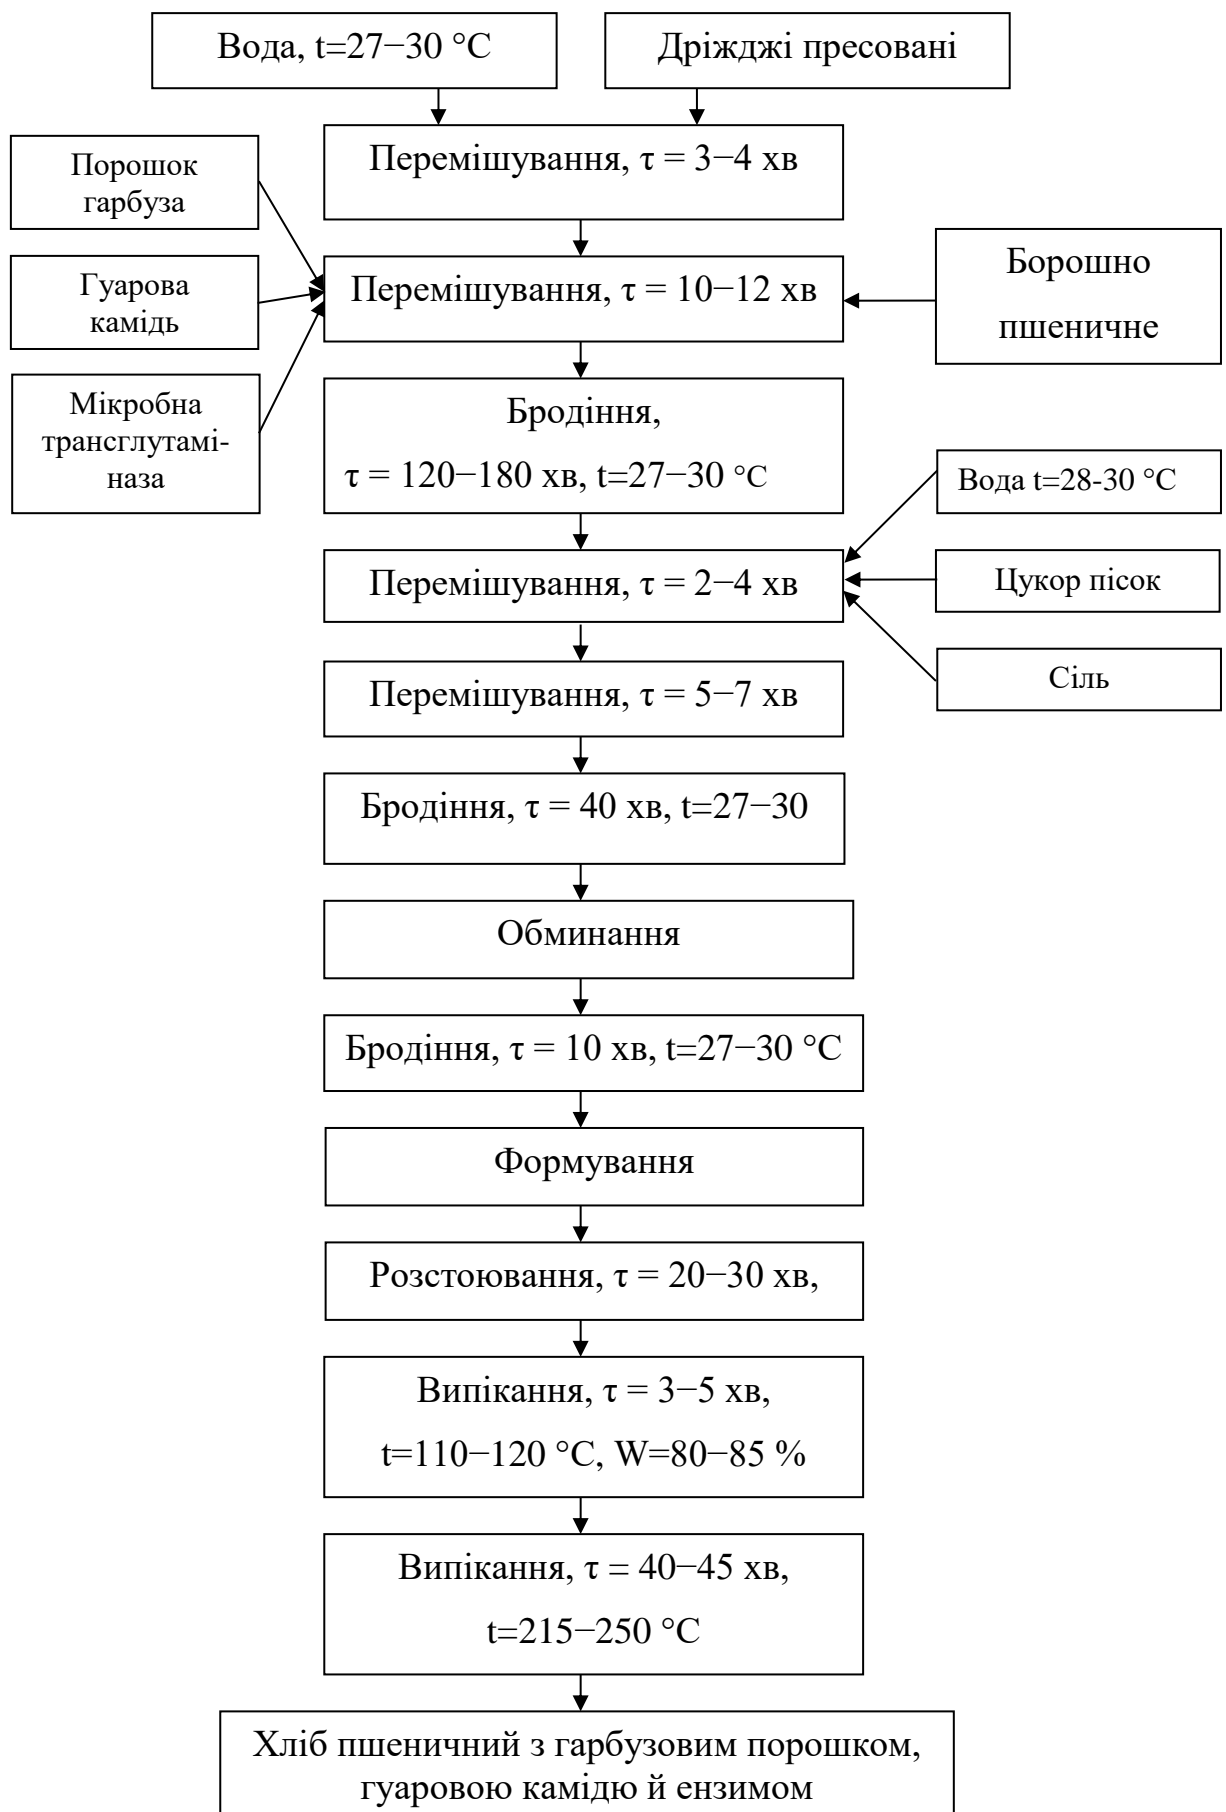 Вода, t=27−30 °С
Дріжджі пресовані
Перемішування, τ = 3−4 хв
Порошок
гарбуза
Гуарова
камідь
Мікробна
трансглутамі-
наза
Перемішування, τ = 10−12 хв
Борошно
пшеничне
Бродіння,
τ = 120−180 хв, t=27−30 °С
Вода t=28-30 °С
Цукор пісок
Сіль
Перемішування, τ = 2−4 хв
Перемішування, τ = 5−7 хв
Бродіння, τ = 40 хв, t=27−30
Обминання
Бродіння, τ = 10 хв, t=27−30 °С
Формування
Розстоювання, τ = 20−30 хв,
Випікання, τ = 3−5 хв,
t=110−120 °С, W=80−85 %
Випікання, τ = 40−45 хв,
t=215−250 °С
Хліб пшеничний з гарбузовим порошком,
гуаровою камідю й ензимом